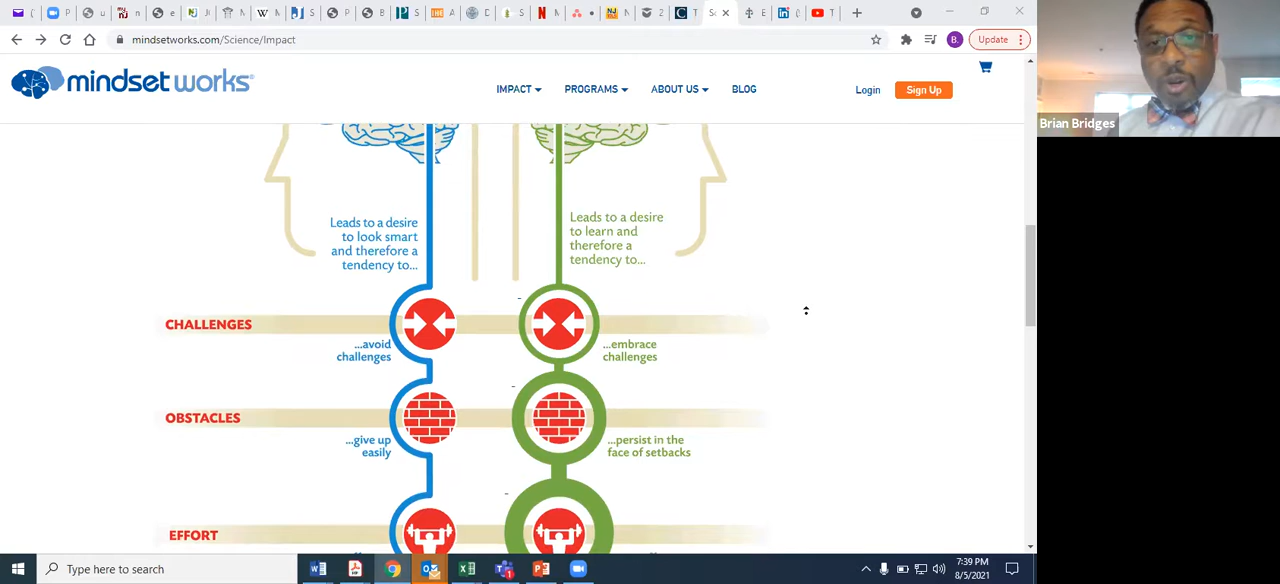 mindsetworks.com/Science/Impact
B.
Update
mindset works
IMPACT
PROGRAMS
ABOUT US
BLOG
Login
Sign Up
Brian Bridges
Leads to a desire
to look smart
and therefore a
tendency to...
Leads to a desire
to learn and
therefore a
tendency to...
CHALLENGES
...avoid
challenges
...embrace
challenges
OBSTACLES
...give up
easily
...persist in the
face of setbacks
EFFORT
Type here to search
7:39 PM
8/5/2021